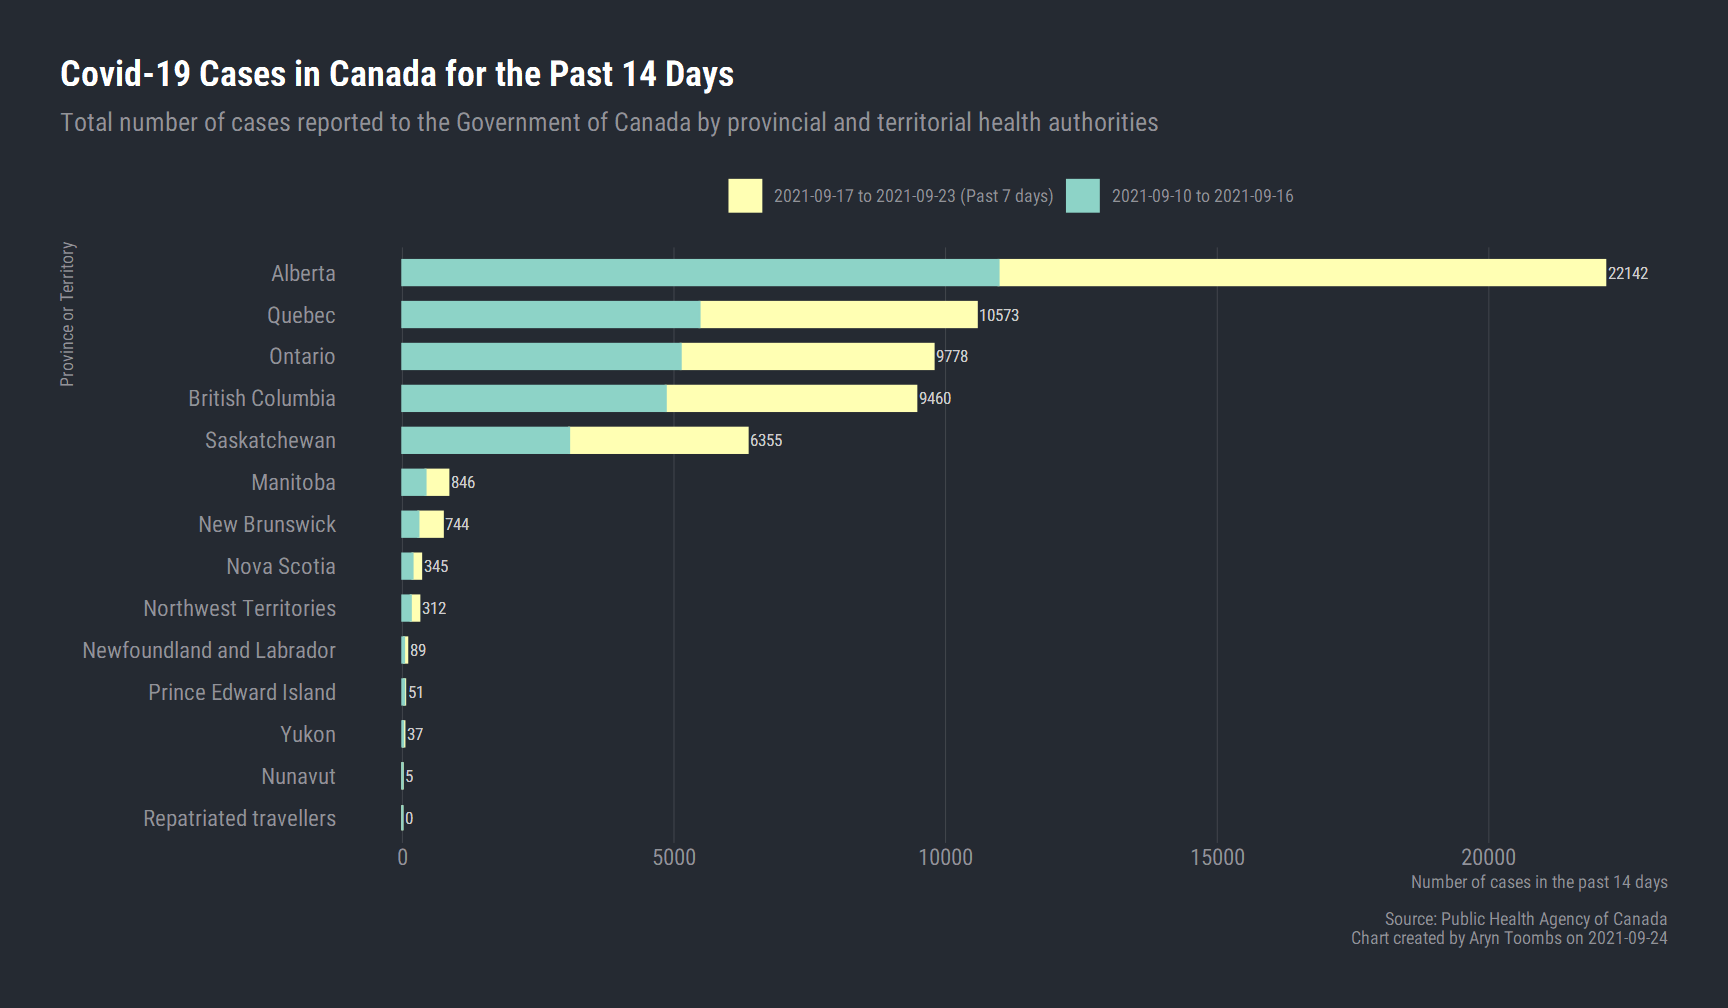 Covid-19 Cases in Canada for the Past 14 Days
Total number of cases reported to the Government of Canada by provincial and territorial health authorities
2021-09-17 to 2021-09-23 (Past 7 days)
2021-09-10 to 2021-09-16
Province or Territory
Alberta 22142
Quebec 10573
Ontario 9778
British Columbia 9460
Saskatchewan 6355
Manitoba 846
New Brunswick 744
Nova Scotia 345
Northwest Territories 312
Newfoundland and Labrador 89
Prince Edward Island 51
Yukon 37
Nunavut 5
Repatriated travellers 0
0 5000 10000 15000 20000
Number of cases in the past 14 days
Source: Public Health Agency of Canada
Chart created by Aryn Toombs on 2021-09-24